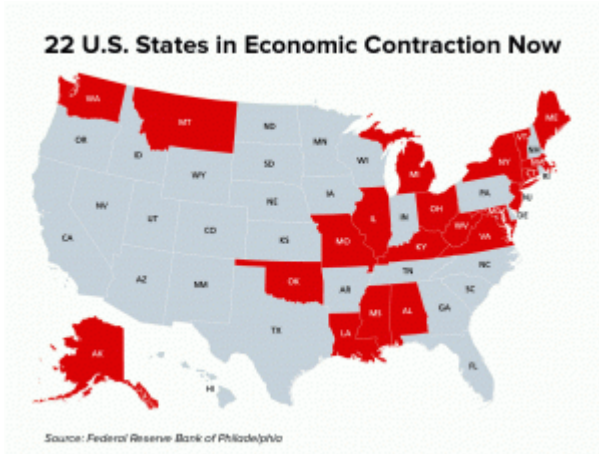 22 U.S. States in Economic Contraction Now
WA
MT
ND
MN
ME
VT
NH
OR
ID
SD
WI
MI
NY
MA
CT
RI
WY
IA
PA
NJ
NV
NE
IL
IN
OH
DE
UT
CO
WV
VA
CA
KS
MO
KY
AZ
NM
OK
AR
TN
NC
SC
MS
AL
GA
TX
LA
AK
FL
HI
Source: Federal Reserve Bank of Philadelphia